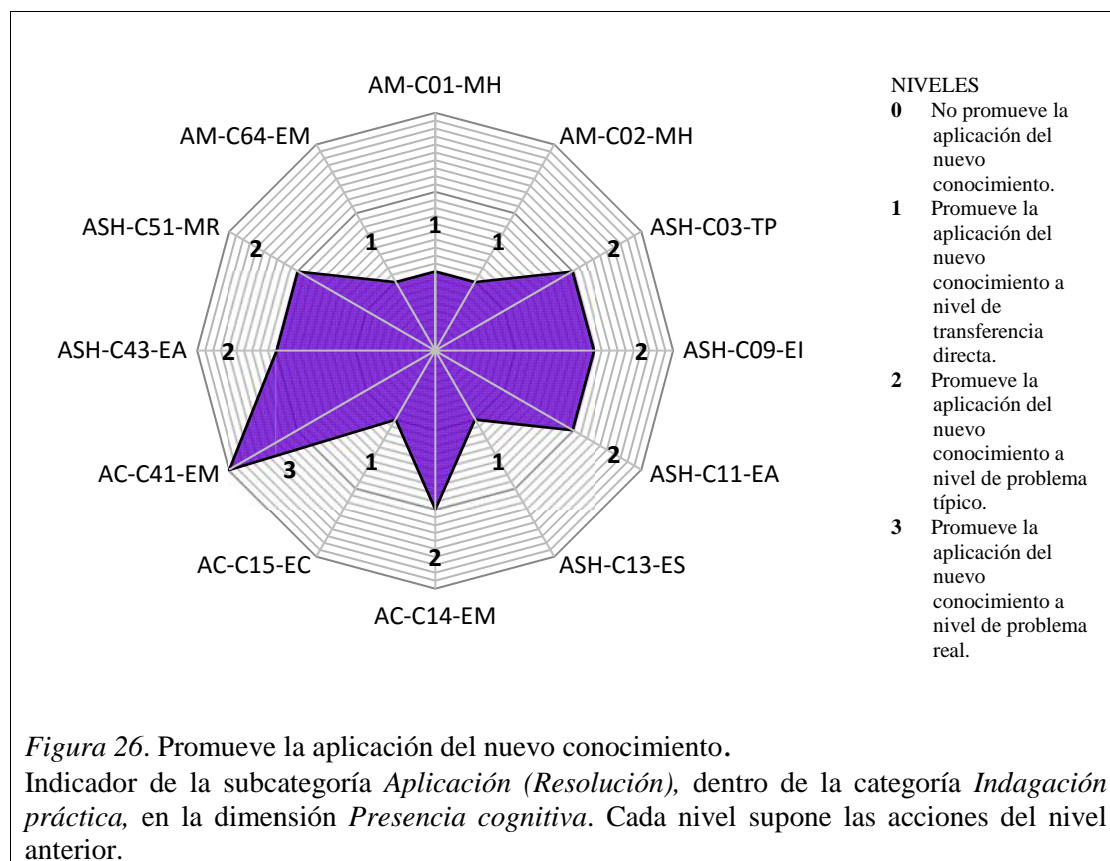 AM-C01-MH
AM-C02-MH
ASH-C03-TP
ASH-C09-EI
ASH-C11-EA
ASH-C13-ES
AC-C14-EM
AC-C15-EC
AC-C41-EM
ASH-C43-EA
ASH-C51-MR
AM-C64-EM
1
1
2
2
2
1
2
1
3
2
2
1
NIVELES
0 No promueve la
aplicación del
nuevo
conocimiento.
1 Promueve la
aplicación del
nuevo
conocimiento a
nivel de
transferencia
directa.
2 Promueve la
aplicación del
nuevo
conocimiento a
nivel de problema
típico.
3 Promueve la
aplicación del
nuevo
conocimiento a
nivel de problema
real.
Figura 26. Promueve la aplicación del nuevo conocimiento.
Indicador de la subcategoría Aplicación (Resolución), dentro de la categoría Indagación
práctica, en la dimensión Presencia cognitiva. Cada nivel supone las acciones del nivel
anterior.